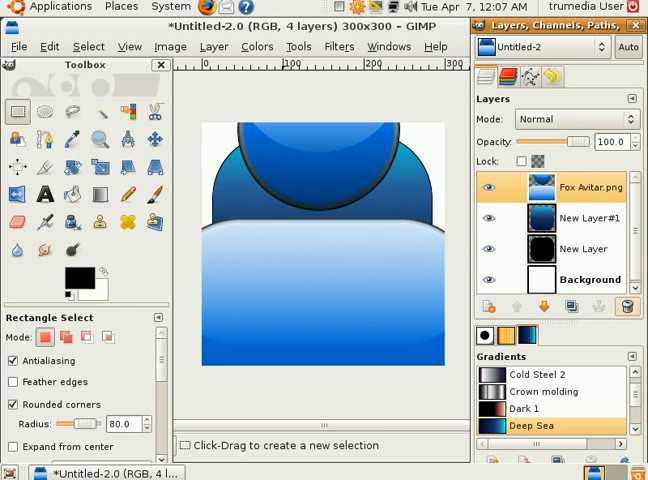 Applications Places System Tue Apr 7, 12:07 AM trumedia User
*Untitled-2.0 (RGB, 4 layers) 300x300 – GIMP
Layers, Channels, Paths,
File Edit Select View Image Layer Colors Tools Filters Windows Help
Untitled-2 Auto
Toolbox
0 100 200 300
Layers
Mode: Normal
Opacity: 100.0
Lock:
Fox Avitar.png
New Layer#1
New Layer
Background
Rectangle Select
Mode:
Antialiasing
Feather edges
Rounded corners
Radius: 80.0
Expand from center
Gradients
Cold Steel 2
Crown molding
Dark 1
Deep Sea
Click-Drag to create a new selection
*Untitled-2.0 (RGB, 4 l...